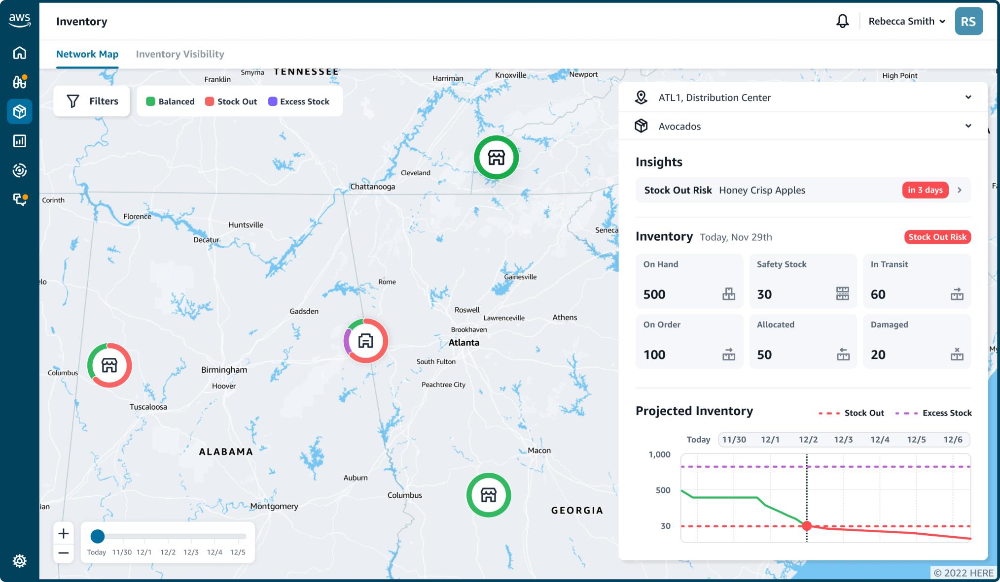 aws
Inventory
Rebecca Smith
RS
Network Map
Inventory Visibility
TENNESSEE
Smyrna
Franklin
Harriman
Knoxville
Newport
High Point
Filters
Balanced
Stock Out
Excess Stock
Cleveland
Chattanooga
Corinth
Florence
Huntsville
Decatur
Seneca
Rome
Gainesville
Gadsden
Roswell
Lawrenceville
Athens
Brookhaven
Atlanta
South Fulton
Birmingham
Columbus
Hoover
Peachtree City
Tuscaloosa
ALABAMA
Macon
Auburn
Columbus
Montgomery
GEORGIA
+
−
Today 11/30 12/1 12/2 12/3 12/4 12/5
ATL1, Distribution Center
Avocados
Insights
Stock Out Risk Honey Crisp Apples in 3 days
Inventory Today, Nov 29th Stock Out Risk
On Hand
500
Safety Stock
30
In Transit
60
On Order
100
Allocated
50
Damaged
20
Projected Inventory
Stock Out
Excess Stock
Today 11/30 12/1 12/2 12/3 12/4 12/5 12/6
1,000
500
30
© 2022 HERE